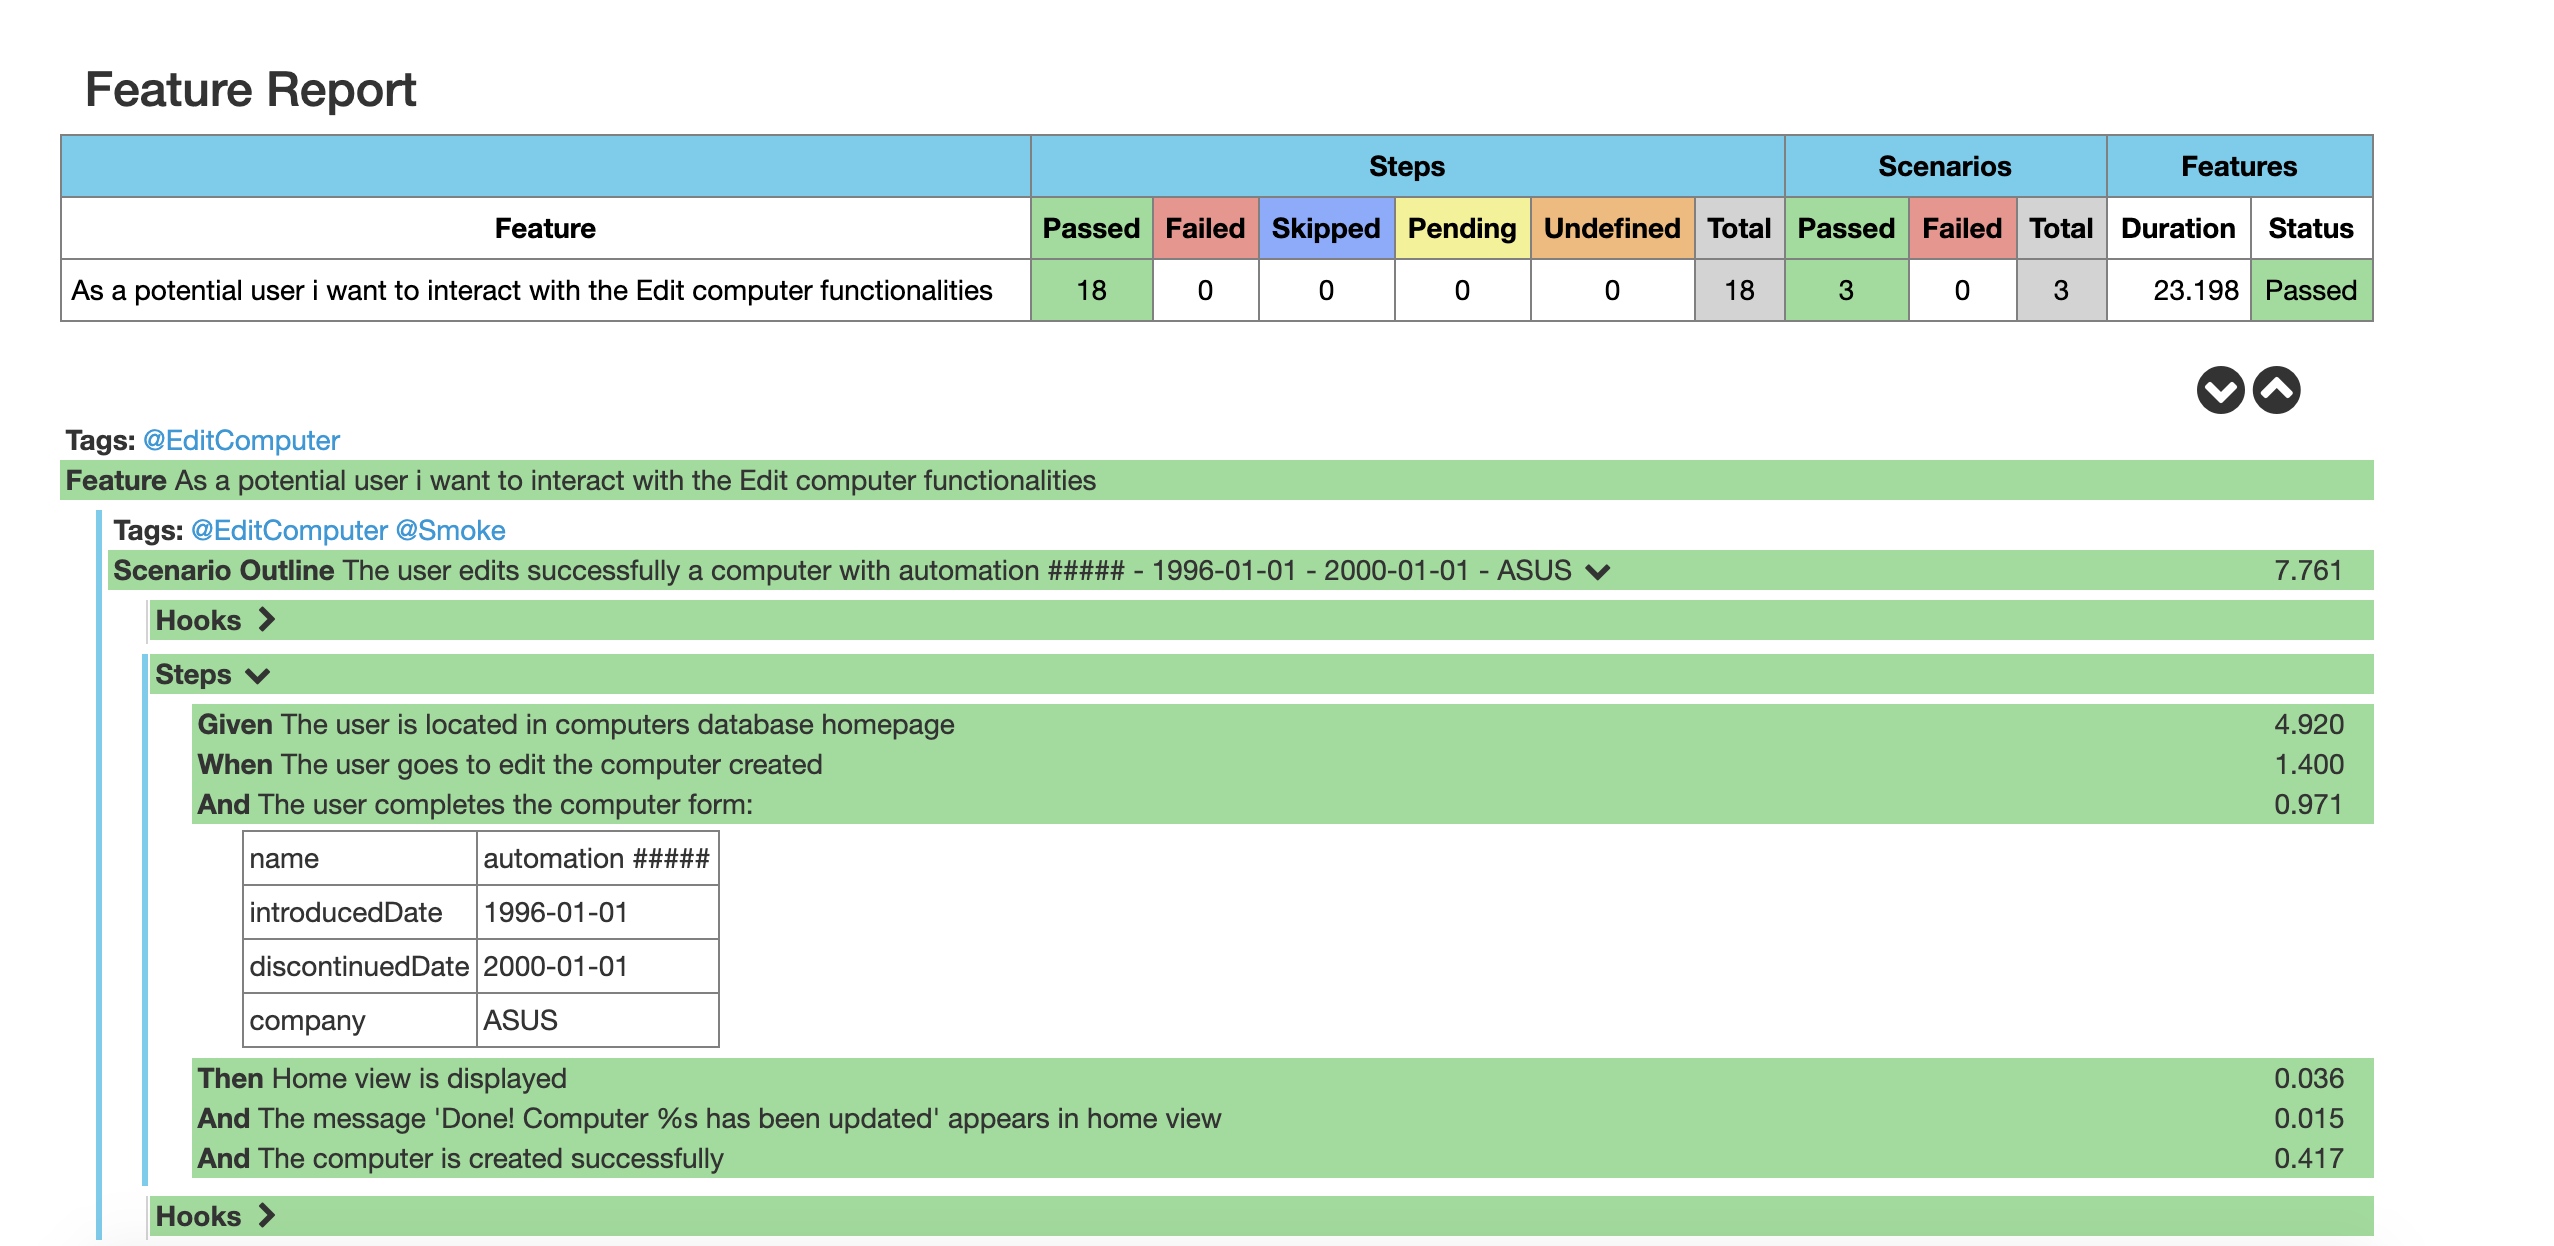 Feature Report
Steps Scenarios Features
Feature Passed Failed Skipped Pending Undefined Total Passed Failed Total Duration Status
As a potential user i want to interact with the Edit computer functionalities 18 0 0 0 0 18 3 0 3 23.198 Passed
Tags: @EditComputer
Feature As a potential user i want to interact with the Edit computer functionalities
Tags: @EditComputer @Smoke
Scenario Outline The user edits successfully a computer with automation ##### - 1996-01-01 - 2000-01-01 - ASUS 7.761
Hooks
Steps
Given The user is located in computers database homepage 4.920
When The user goes to edit the computer created 1.400
And The user completes the computer form: 0.971
name automation #####
introducedDate 1996-01-01
discontinuedDate 2000-01-01
company ASUS
Then Home view is displayed 0.036
And The message 'Done! Computer %s has been updated' appears in home view 0.015
And The computer is created successfully 0.417
Hooks